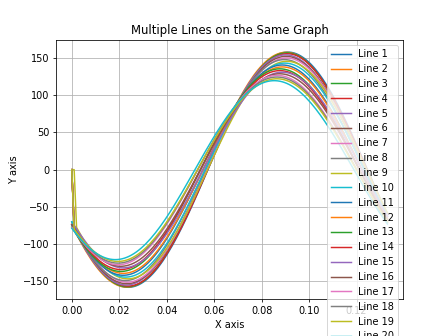 Multiple Lines on the Same Graph
Y axis
150
100
50
0
−50
−100
−150
0.00
0.02
0.04
0.06
0.08
0.10
X axis
Line 1
Line 2
Line 3
Line 4
Line 5
Line 6
Line 7
Line 8
Line 9
Line 10
Line 11
Line 12
Line 13
Line 14
Line 15
Line 16
Line 17
Line 18
Line 19
Line 20